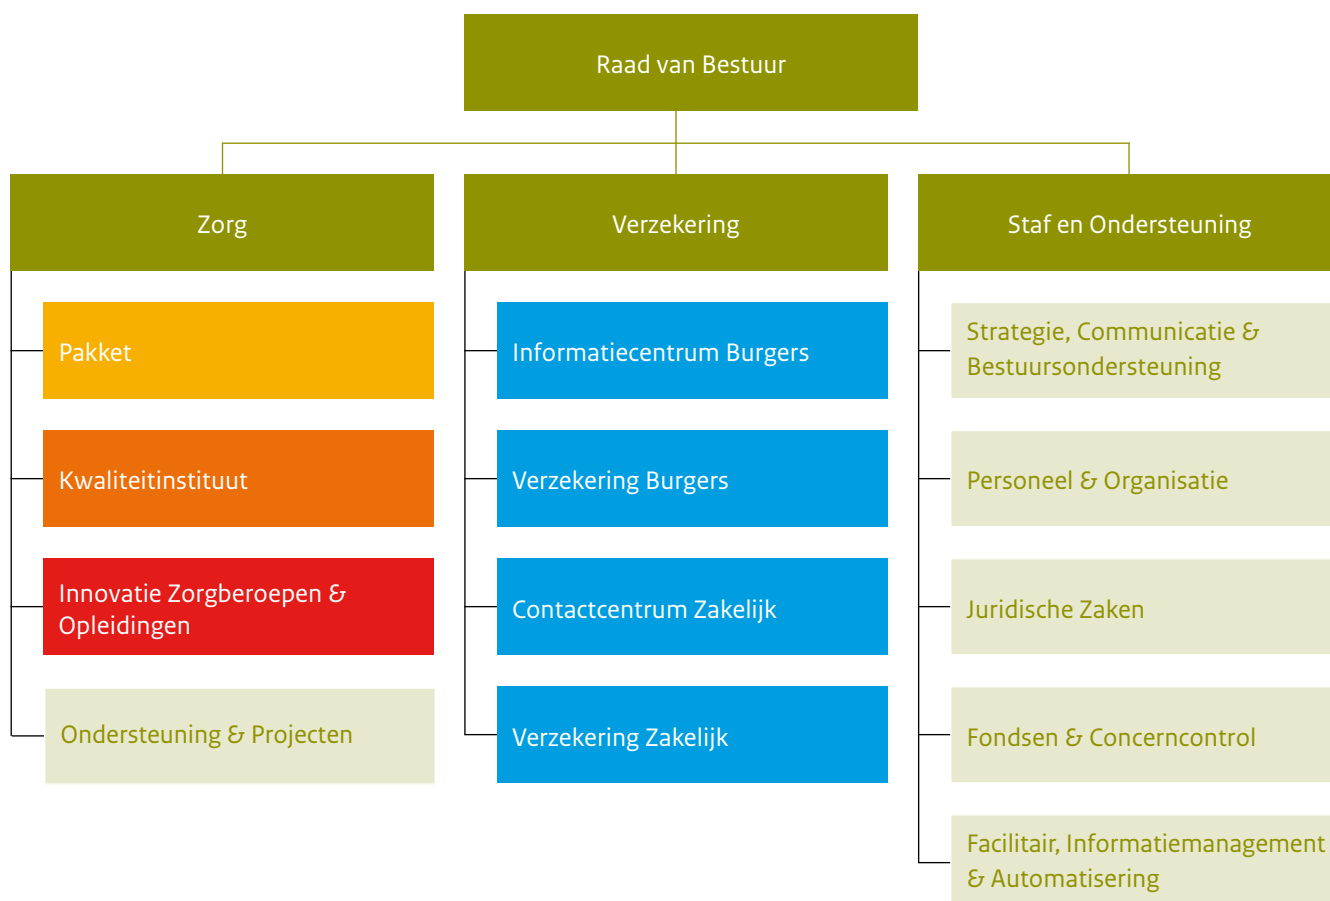 Raad van Bestuur
Zorg
Verzekering
Staf en Ondersteuning
Pakket
Kwaliteitinstituut
Innovatie Zorgberoepen &
Opleidingen
Ondersteuning & Projecten
Informatiecentrum Burgers
Verzekering Burgers
Contactcentrum Zakelijk
Verzekering Zakelijk
Strategie, Communicatie &
Bestuursondersteuning
Personeel & Organisatie
Juridische Zaken
Fondsen & Concerncontrol
Facilitair, Informatiemanagement
& Automatisering